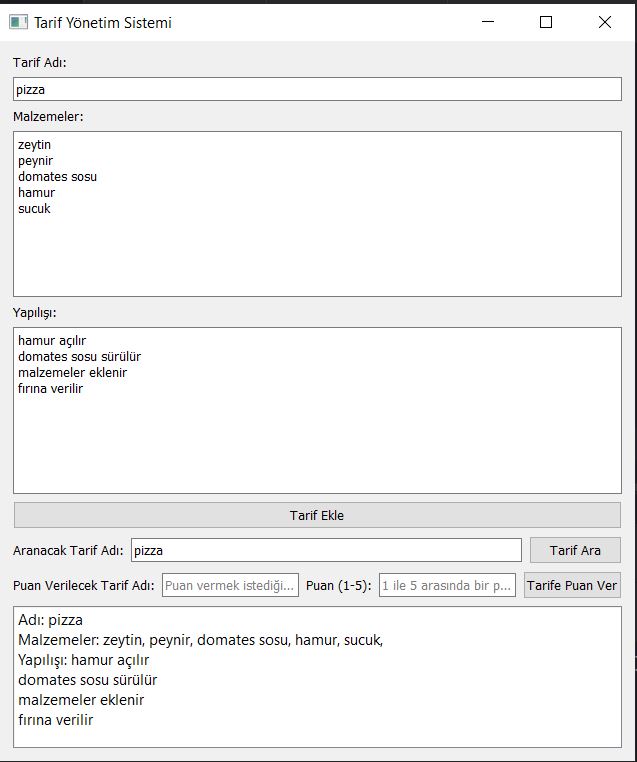 Tarif Yönetim Sistemi
Tarif Adı:
pizza
Malzemeler:
zeytin
peynir
domates sosu
hamur
sucuk
Yapılışı:
hamur açılır
domates sosu sürülür
malzemeler eklenir
fırına verilir
Tarif Ekle
Aranacak Tarif Adı: pizza Tarif Ara
Puan Verilecek Tarif Adı: Puan vermek istediği... Puan (1-5): 1 ile 5 arasında bir p... Tarife Puan Ver
Adı: pizza
Malzemeler: zeytin, peynir, domates sosu, hamur, sucuk,
Yapılışı: hamur açılır
domates sosu sürülür
malzemeler eklenir
fırına verilir